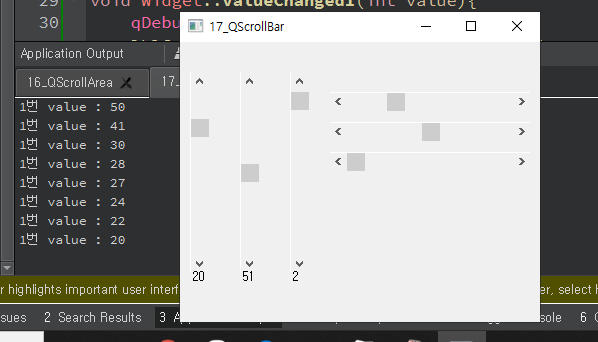 29
void Widget::valueChanged1(int value){
30
qDebu
17_QScrollBar
Application Output
16_QScrollArea
17_
1번 value : 50
1번 value : 41
1번 value : 30
1번 value : 28
1번 value : 27
1번 value : 24
1번 value : 22
1번 value : 20
20
51
2
r highlights important user interf
er, select h
sues
2 Search Results
3 A
sole
6